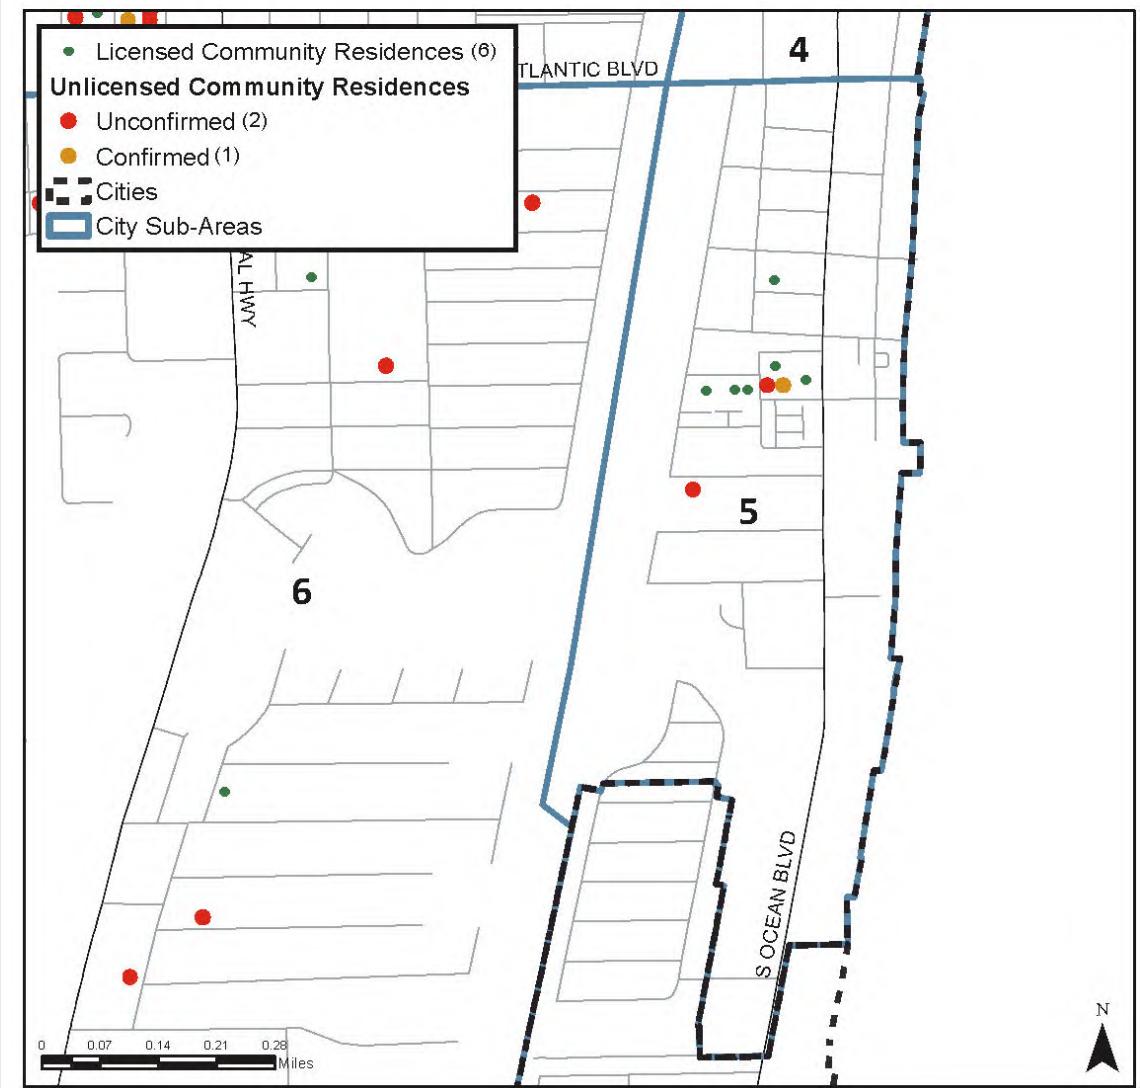 4
TLANTIC BLVD
Licensed Community Residences (6)
Unlicensed Community Residences
Unconfirmed (2)
Confirmed (1)
Cities
City Sub-Areas
AL HWY
5
6
S OCEAN BLVD
N
0 0.07 0.14 0.21 0.28
Miles